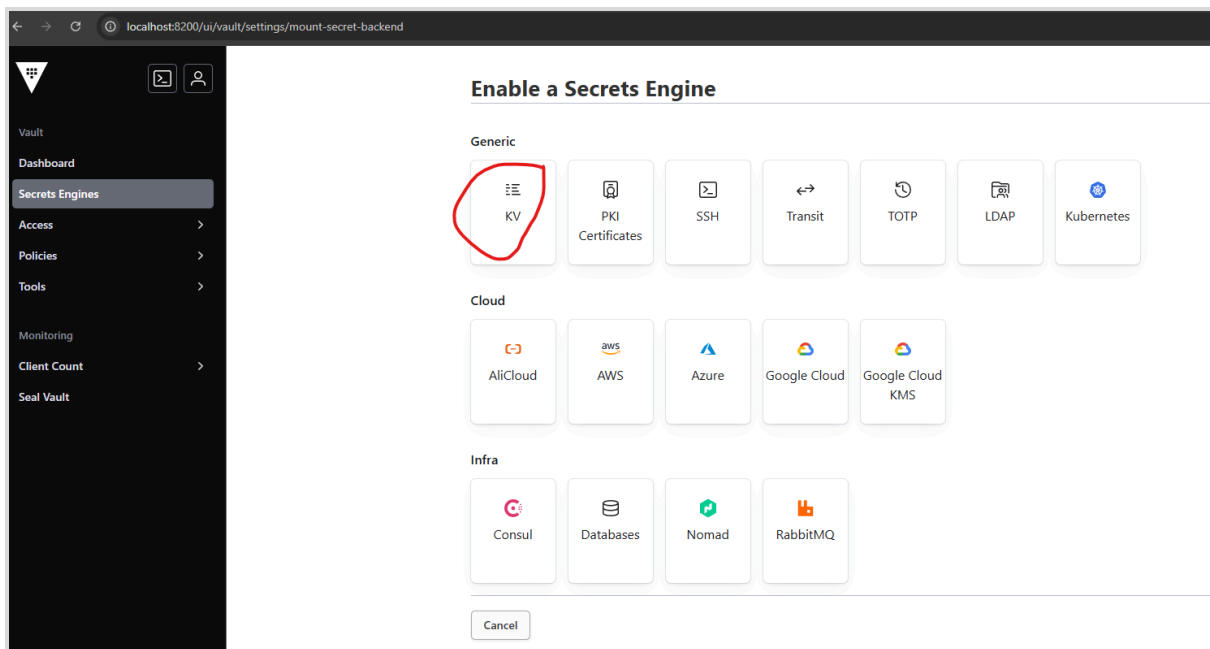 localhost:8200/ui/vault/settings/mount-secret-backend
Vault
Dashboard
Secrets Engines
Access
Policies
Tools
Monitoring
Client Count
Seal Vault
Enable a Secrets Engine
Generic
KV
PKI
Certificates
SSH
Transit
TOTP
LDAP
Kubernetes
Cloud
AliCloud
aws
AWS
Azure
Google Cloud
Google Cloud
KMS
Infra
Consul
Databases
Nomad
RabbitMQ
Cancel